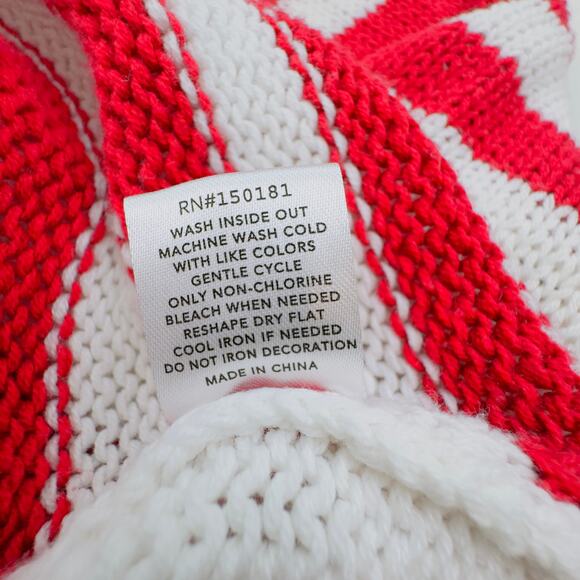 RN#150181
WASH INSIDE OUT
MACHINE WASH COLD
WITH LIKE COLORS
GENTLE CYCLE
ONLY NON-CHLORINE
BLEACH WHEN NEEDED
RESHAPE DRY FLAT
COOL IRON IF NEEDED
DO NOT IRON DECORATION
MADE IN CHINA